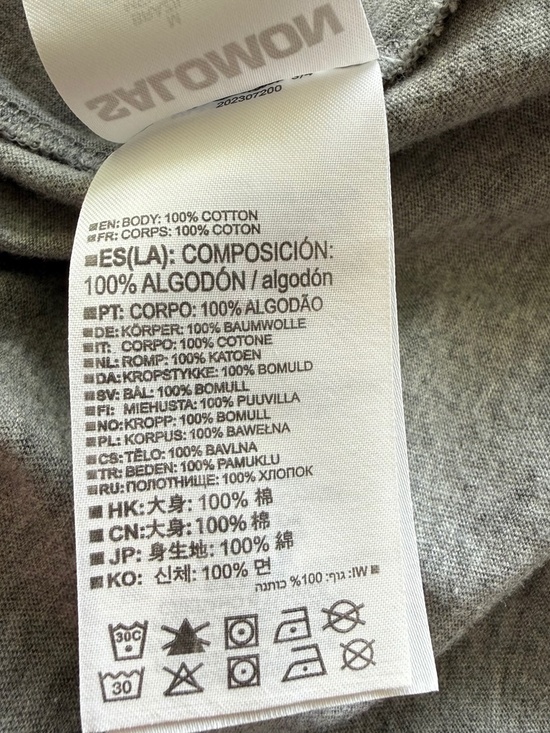 SALOMON
202307200
EN: BODY: 100% COTTON
FR: CORPS: 100% COTON
ES(LA): COMPOSICIÓN:
100% ALGODÓN / algodón
PT: CORPO: 100% ALGODÃO
DE: KÖRPER: 100% BAUMWOLLE
IT: CORPO: 100% COTONE
NL: ROMP: 100% KATOEN
DA: KROPSTYKKE: 100% BOMULD
SV: BÅL: 100% BOMULL
FI: MIEHUSTA: 100% PUUVILLA
NO: KROPP: 100% BOMULL
PL: KORPUS: 100% BAWEŁNA
CS: TĚLO: 100% BAVLNA
TR: BEDEN: 100% PAMUKLU
RU: ПОЛОТНИЩЕ: 100% ХЛОПОК
HK: 大身: 100% 棉
CN: 大身: 100% 棉
JP: 身生地: 100% 綿
KO: 신체: 100% 면
IW: גוף: 100% כותנה
30C
30